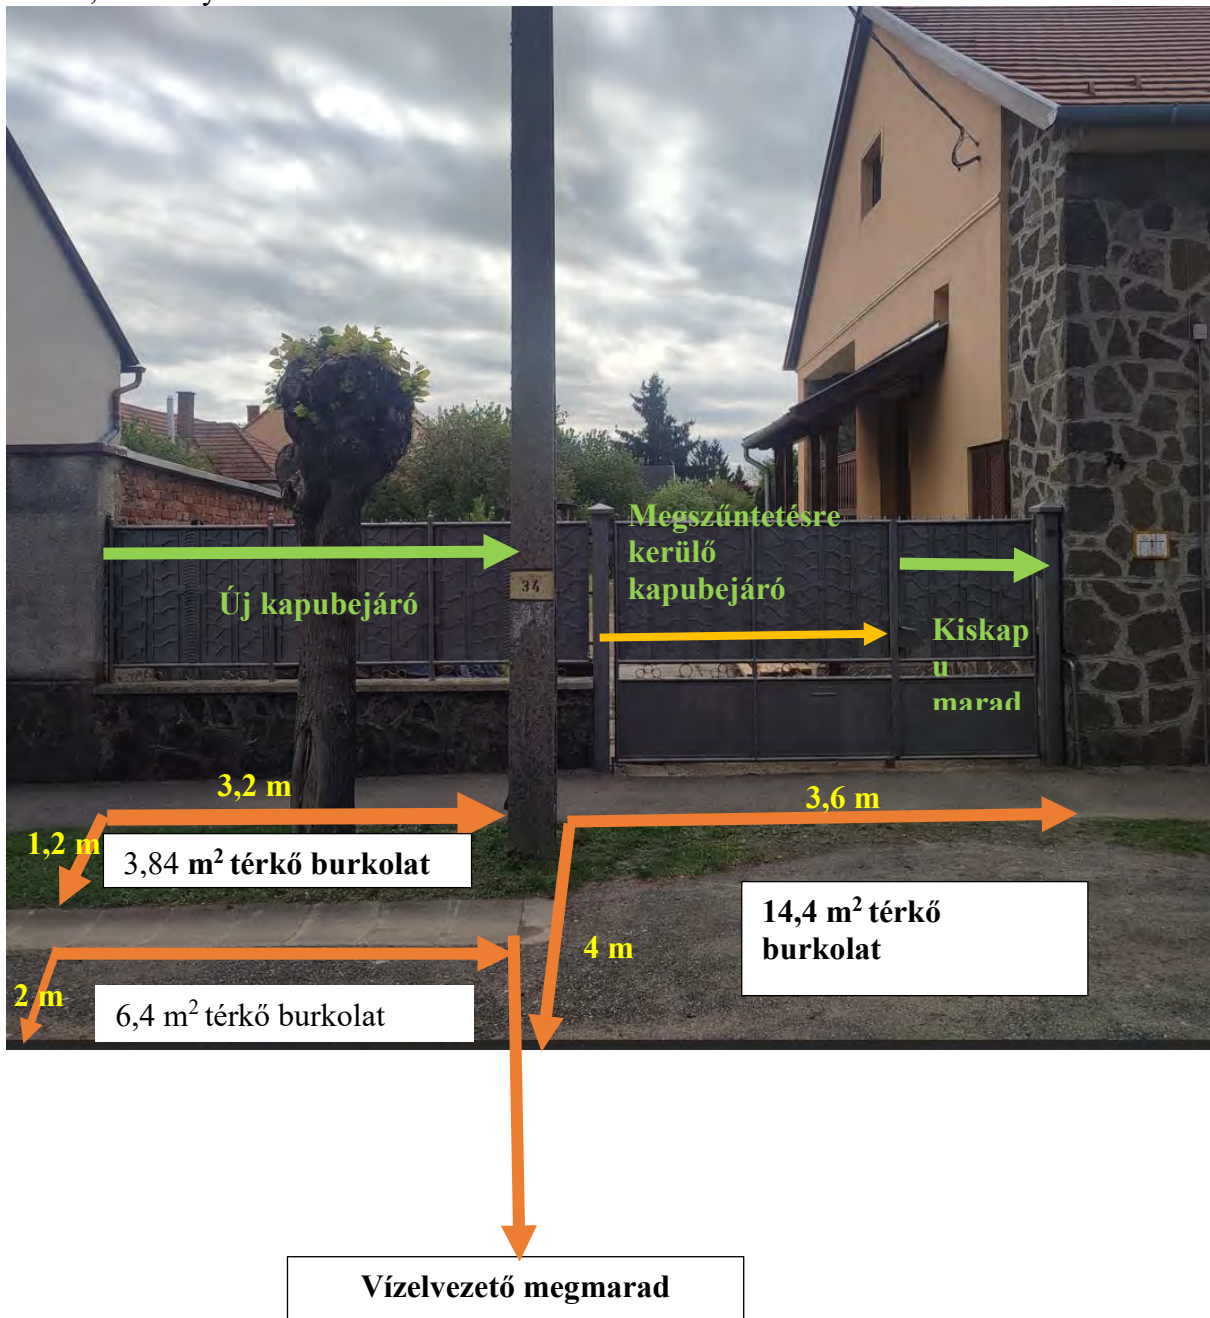 Megszűntetésre
kerülő
kapubejáró
Új kapubejáró
34
Kiskap
u
marad
74
3,2 m
3,6 m
1,2 m
3,84 m² térkő burkolat
14,4 m² térkő
burkolat
4 m
2 m
6,4 m² térkő burkolat
Vízelvezető megmarad